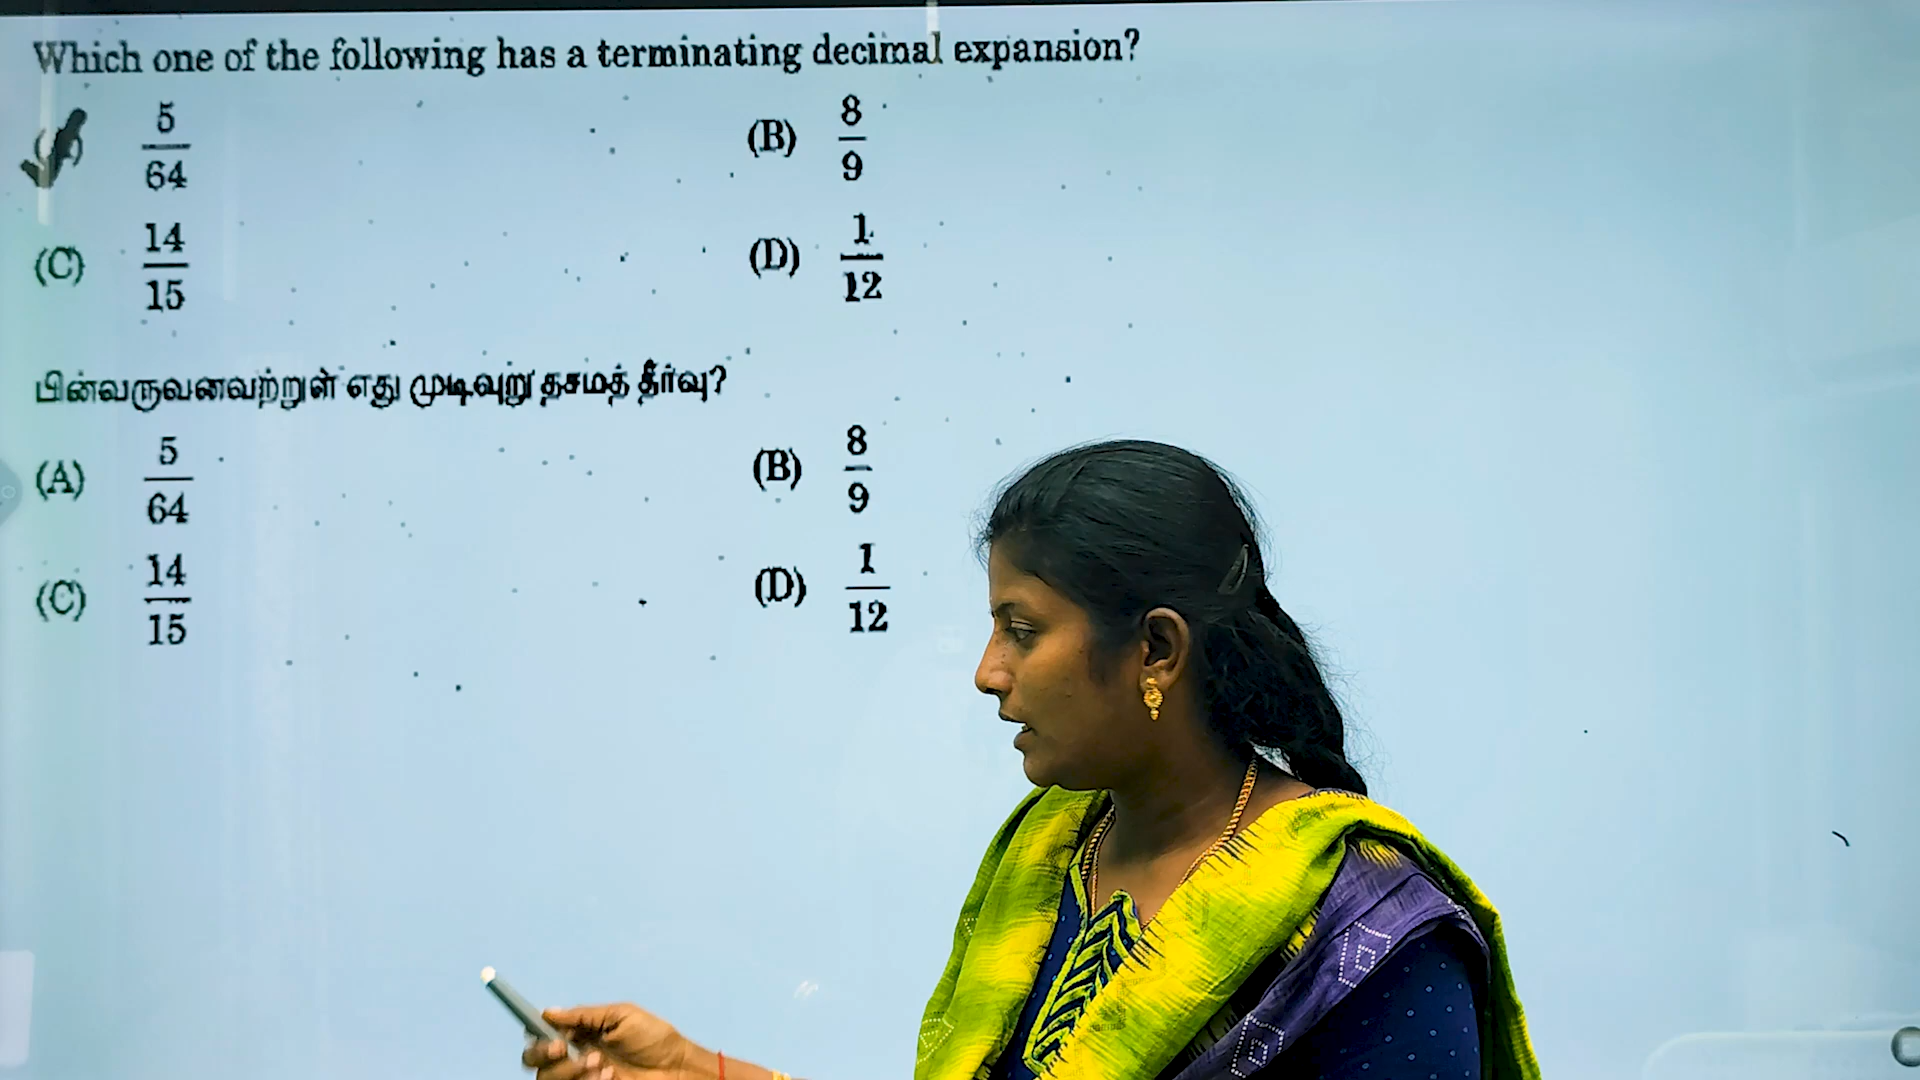 Which one of the following has a terminating decimal expansion?
5/64 (B) 8/9
(C) 14/15 (D) 1/12
பின்வருவனவற்றுள் எது முடிவுறு தசமத் தீர்வு?
(A) 5/64 (B) 8/9
(C) 14/15 (D) 1/12